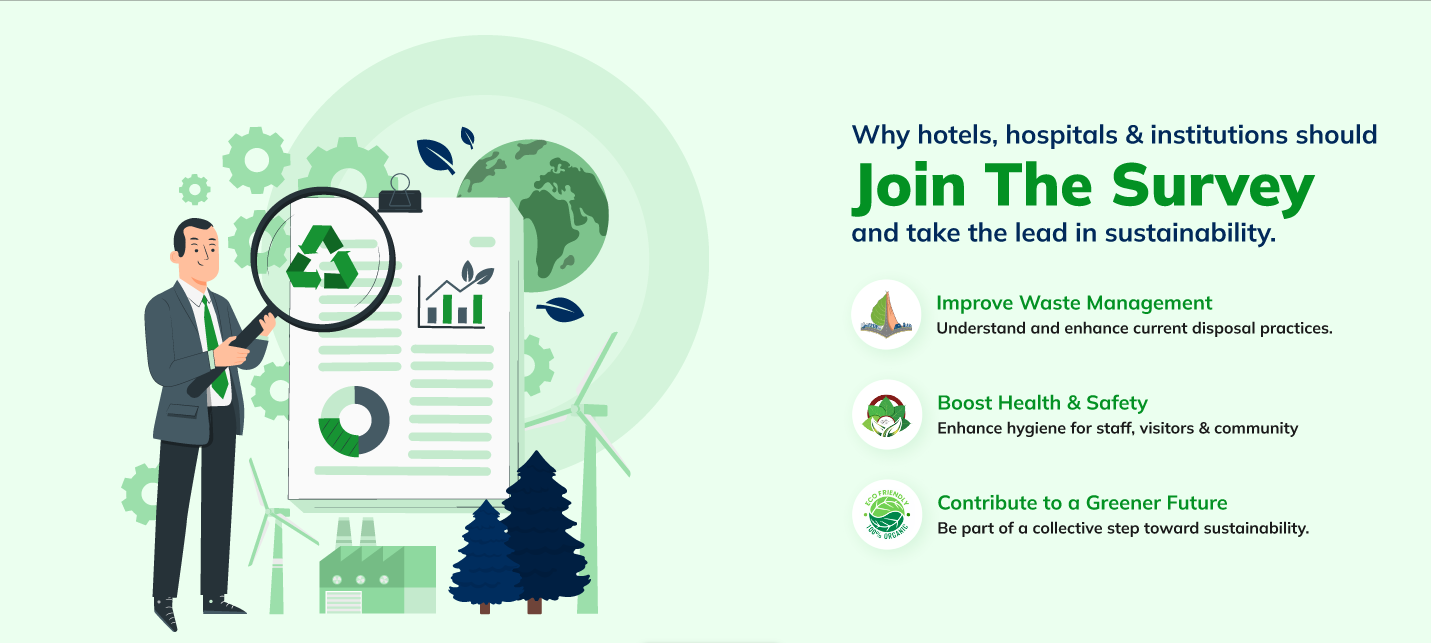 Why hotels, hospitals & institutions should
Join The Survey
and take the lead in sustainability.
Improve Waste Management
Understand and enhance current disposal practices.
Boost Health & Safety
Enhance hygiene for staff, visitors & community
ECO FRIENDLY
100% ORGANIC
Contribute to a Greener Future
Be part of a collective step toward sustainability.